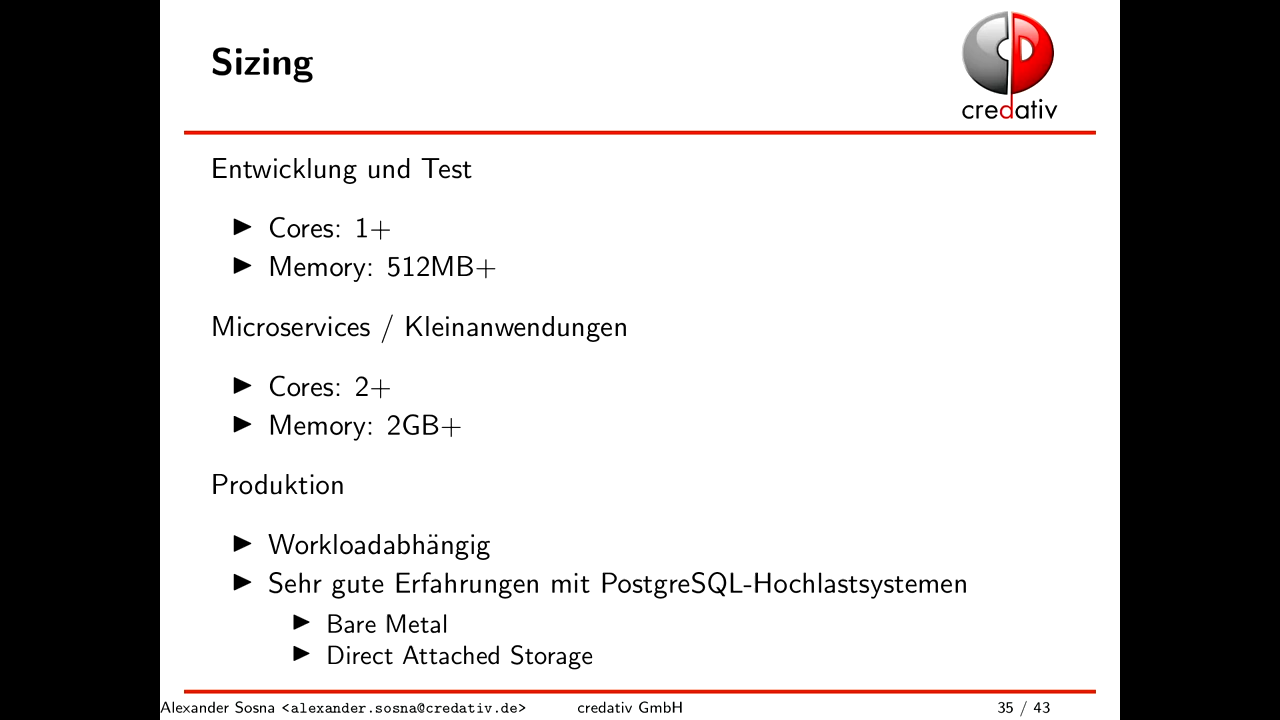 Sizing
credativ
Entwicklung und Test
▶ Cores: 1+
▶ Memory: 512MB+
Microservices / Kleinanwendungen
▶ Cores: 2+
▶ Memory: 2GB+
Produktion
▶ Workloadabhängig
▶ Sehr gute Erfahrungen mit PostgreSQL-Hochlastsystemen
▶ Bare Metal
▶ Direct Attached Storage
Alexander Sosna <alexander.sosna@credativ.de> credativ GmbH 35 / 43